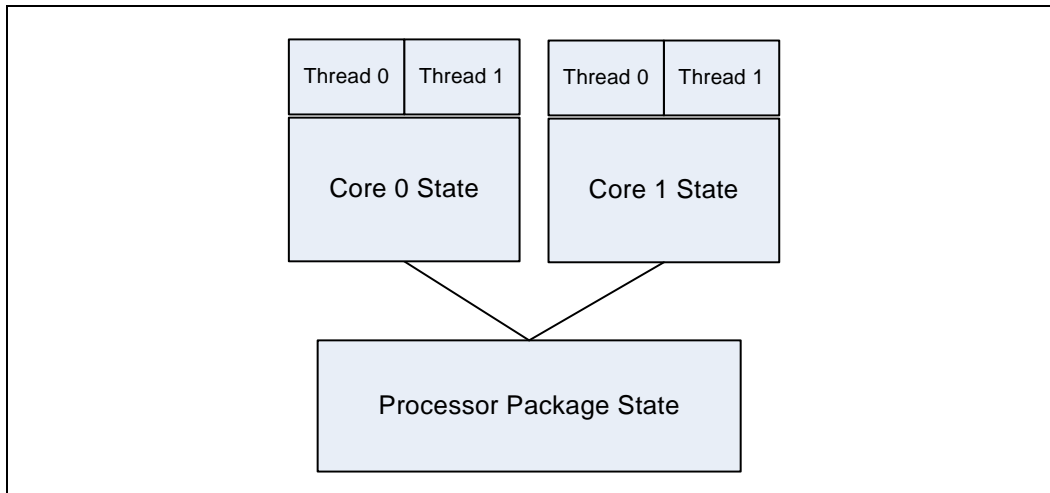 Thread 0
Thread 1
Thread 0
Thread 1
Core 0 State
Core 1 State
Processor Package State